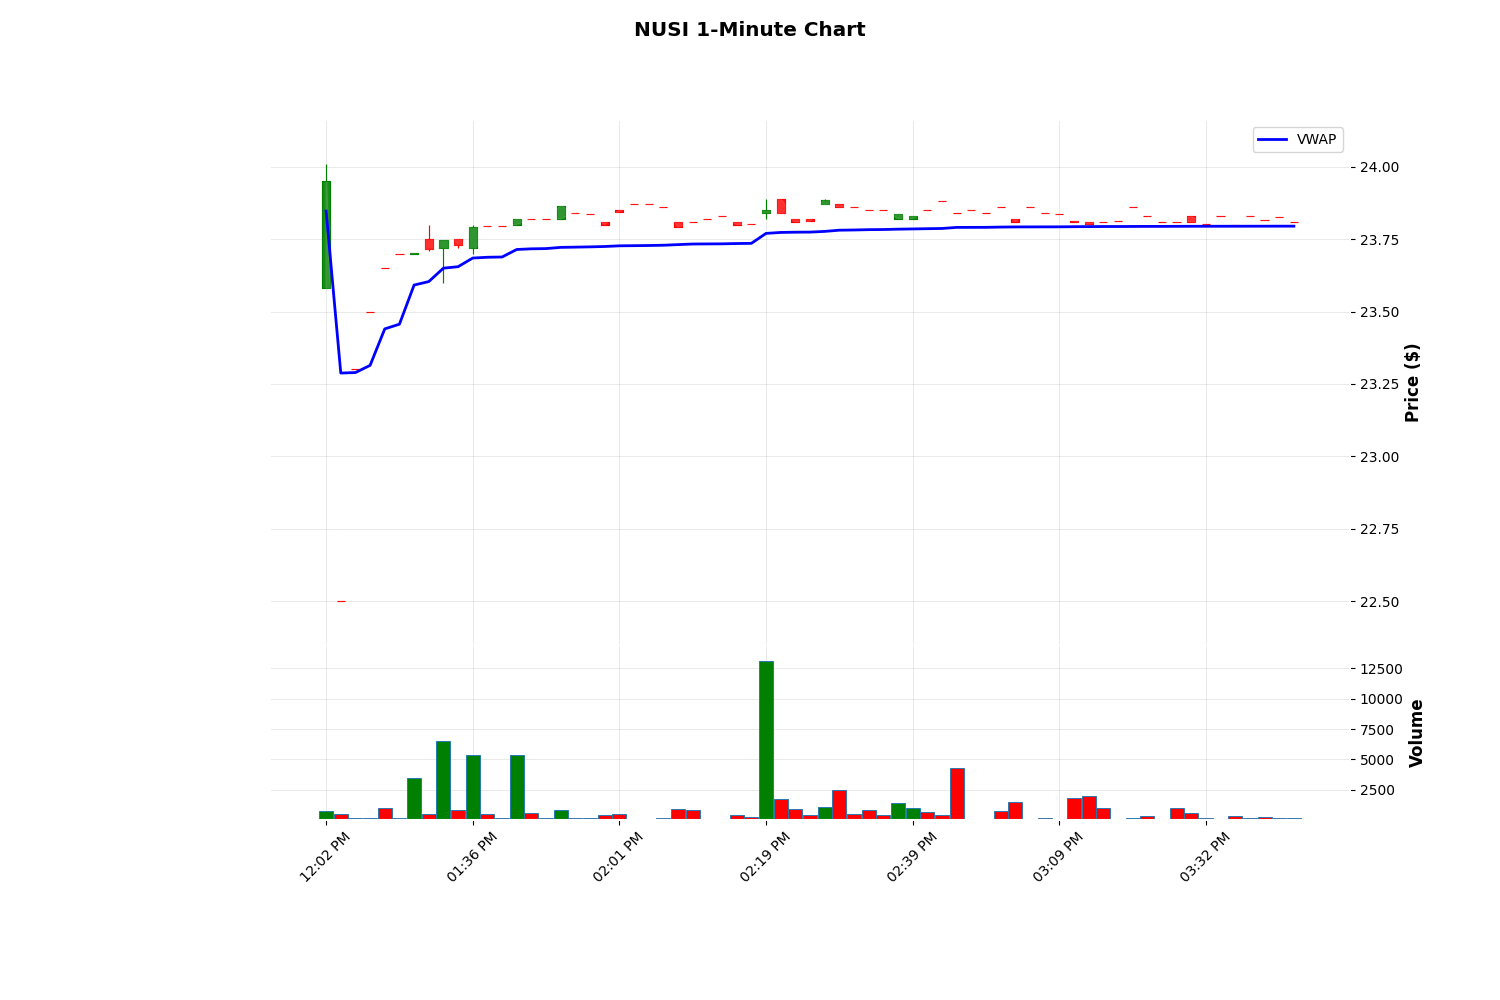 NUSI 1-Minute Chart
VWAP
24.00
23.75
23.50
23.25
23.00
22.75
22.50
Price ($)
12500
10000
7500
5000
2500
Volume
12:02 PM
01:36 PM
02:01 PM
02:19 PM
02:39 PM
03:09 PM
03:32 PM